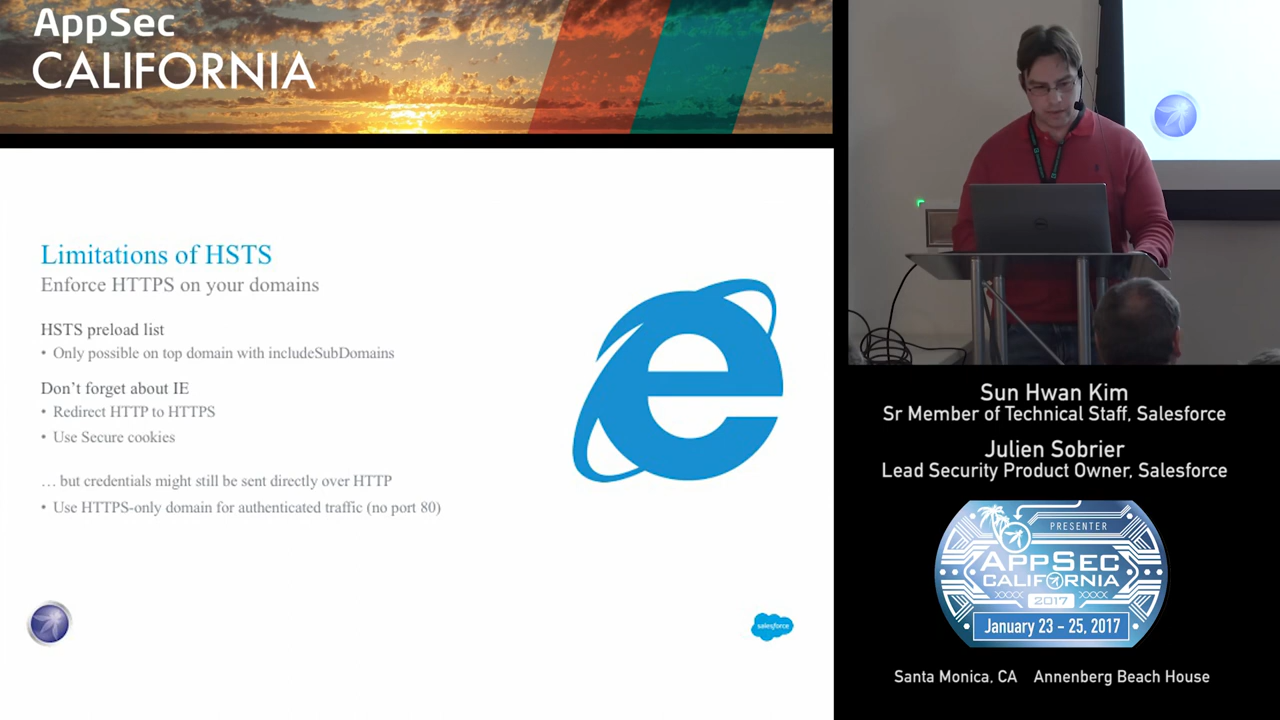 AppSec
CALIFORNIA
Limitations of HSTS
Enforce HTTPS on your domains
HSTS preload list
• Only possible on top domain with includeSubDomains
Don’t forget about IE
• Redirect HTTP to HTTPS
• Use Secure cookies
… but credentials might still be sent directly over HTTP
• Use HTTPS-only domain for authenticated traffic (no port 80)
salesforce
Sun Hwan Kim
Sr Member of Technical Staff, Salesforce
Julien Sobrier
Lead Security Product Owner, Salesforce
PRESENTER
APPSEC
CALIFORNIA
2017
January 23 - 25, 2017
Santa Monica, CA Annenberg Beach House